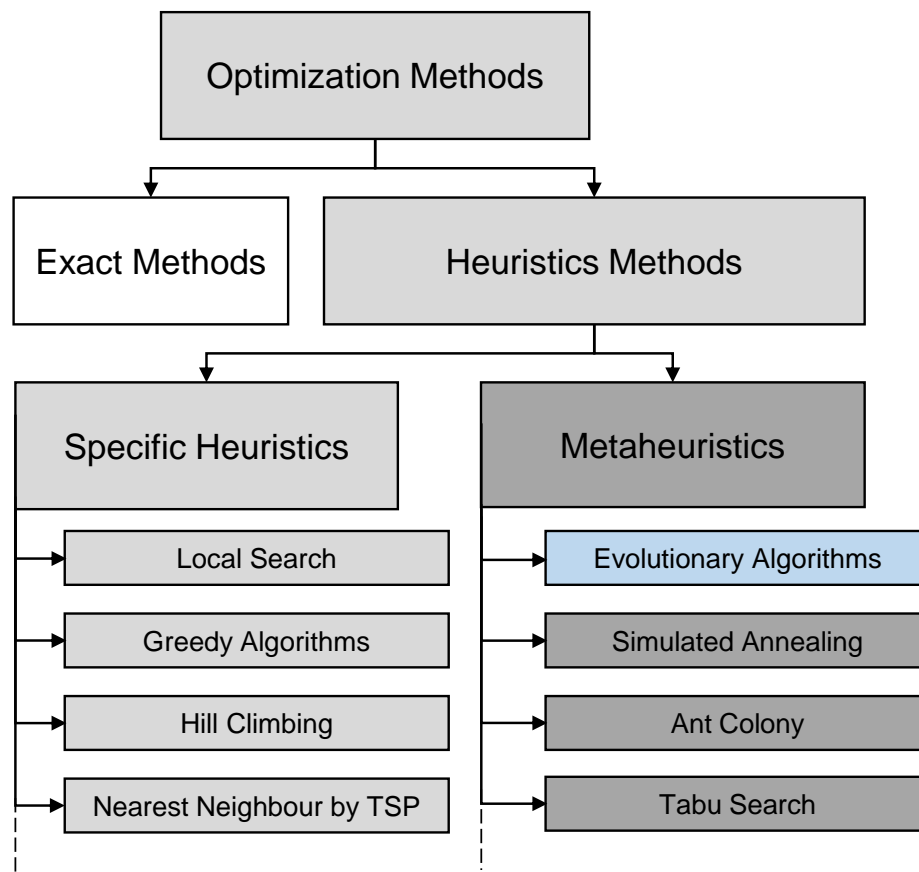 Optimization Methods
Exact Methods
Heuristics Methods
Specific Heuristics
Metaheuristics
Local Search
Evolutionary Algorithms
Greedy Algorithms
Simulated Annealing
Hill Climbing
Ant Colony
Nearest Neighbour by TSP
Tabu Search